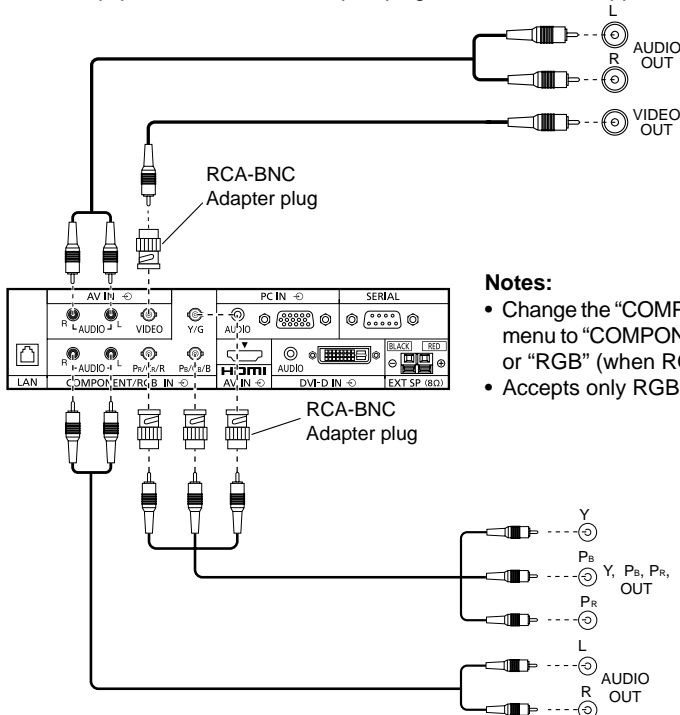 L
AUDIO
OUT
R
VIDEO
OUT
RCA-BNC
Adapter plug
AV IN
PC IN
SERIAL
R AUDIO L VIDEO
Y/G
AUDIO
R AUDIO L PR/CR/R
PB/CB/B
HDMI
AUDIO
BLACK RED
LAN
COMPONENT/RGB IN
AV IN
DVI-D IN
EXT SP (8Ω)
Notes:
• Change the “COMP
menu to “COMPON
or “RGB” (when RG
• Accepts only RGB
RCA-BNC
Adapter plug
Y
PB
Y, PB, PR,
OUT
PR
L
AUDIO
OUT
R